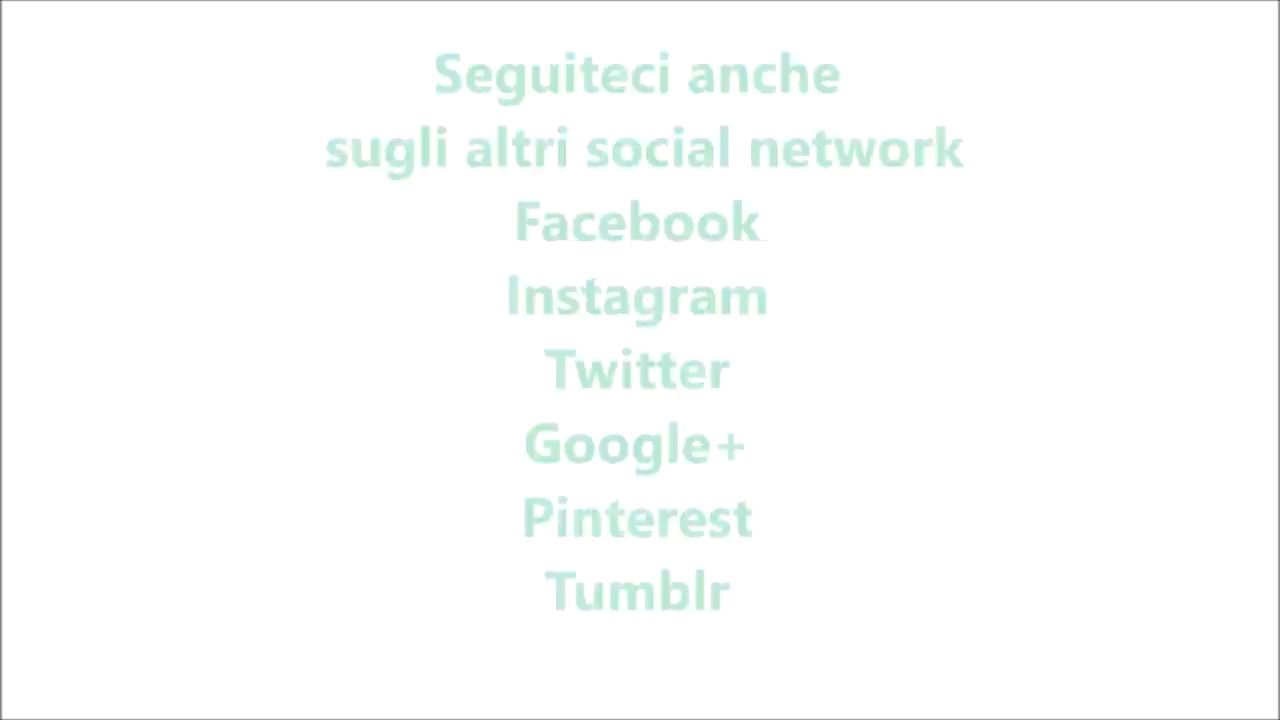 Seguiteci anche
sugli altri social network
Facebook
Instagram
Twitter
Google+
Pinterest
Tumblr